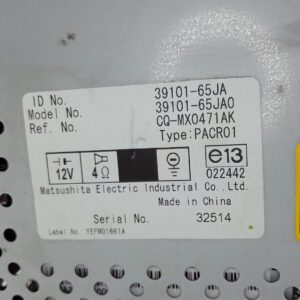 ID No. 39101-65JA
Model No. 39101-65JA0
Ref. No. CQ-MX0471AK
Type: PACR01
12V 4Ω e13
022442
Matsushita Electric Industrial Co., Ltd.
Made in China
Serial No. 32514
Label No. YEFM01661A